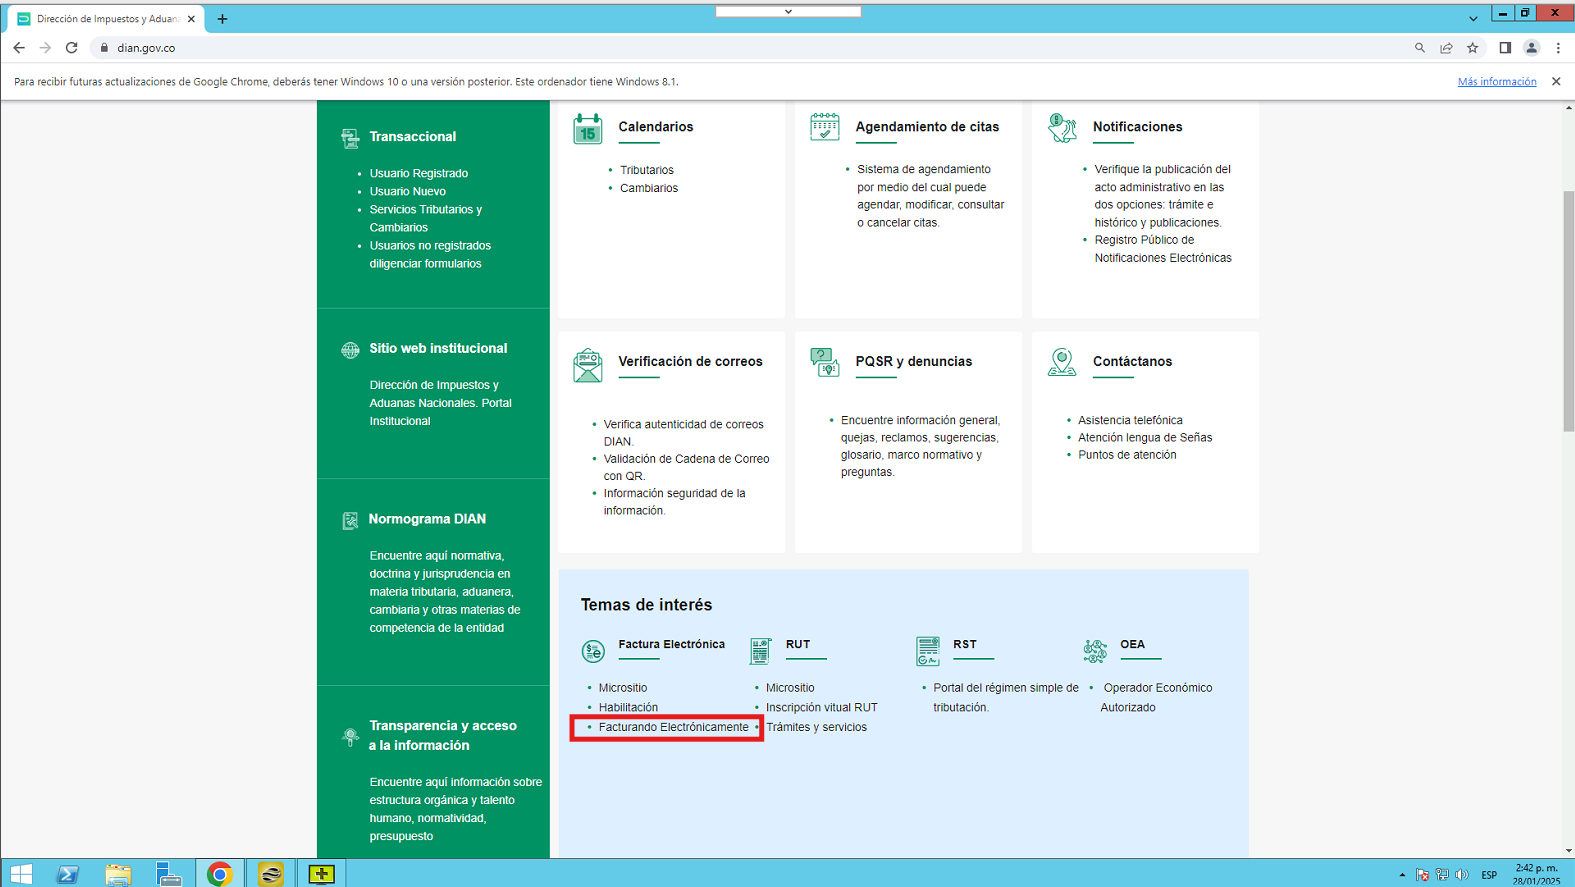 Dirección de Impuestos y Aduana
dian.gov.co
Para recibir futuras actualizaciones de Google Chrome, deberás tener Windows 10 o una versión posterior. Este ordenador tiene Windows 8.1.
Más información
Transaccional
Usuario Registrado
Usuario Nuevo
Servicios Tributarios y
Cambiarios
Usuarios no registrados
diligenciar formularios
Sitio web institucional
Dirección de Impuestos y
Aduanas Nacionales. Portal
Institucional
Normograma DIAN
Encuentre aquí normativa,
doctrina y jurisprudencia en
materia tributaria, aduanera,
cambiaria y otras materias de
competencia de la entidad
Transparencia y acceso
a la información
Encuentre aquí información sobre
estructura orgánica y talento
humano, normatividad,
presupuesto
15
Calendarios
Tributarios
Cambiarios
Agendamiento de citas
Sistema de agendamiento
por medio del cual puede
agendar, modificar, consultar
o cancelar citas.
Notificaciones
Verifique la publicación del
acto administrativo en las
dos opciones: trámite e
histórico y publicaciones.
Registro Público de
Notificaciones Electrónicas
Verificación de correos
Verifica autenticidad de correos
DIAN.
Validación de Cadena de Correo
con QR.
Información seguridad de la
información.
PQSR y denuncias
Encuentre información general,
quejas, reclamos, sugerencias,
glosario, marco normativo y
preguntas.
Contáctanos
Asistencia telefónica
Atención lengua de Señas
Puntos de atención
Temas de interés
Factura Electrónica
Micrositio
Habilitación
Facturando Electrónicamente
RUT
Micrositio
Inscripción vitual RUT
Trámites y servicios
RST
Portal del régimen simple de
tributación.
OEA
Operador Económico
Autorizado
ESP
2:42 p. m.
28/01/2025